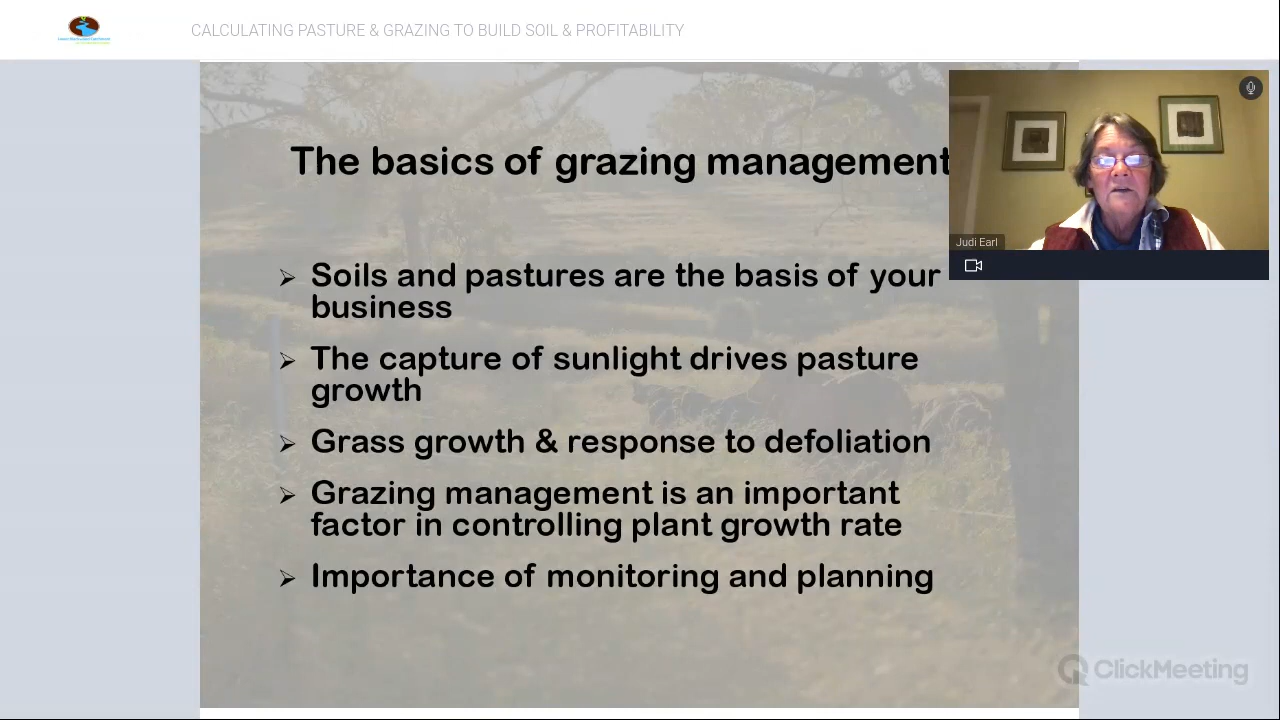 CALCULATING PASTURE & GRAZING TO BUILD SOIL & PROFITABILITY
The basics of grazing management
Judi Earl
➢ Soils and pastures are the basis of your
business
➢ The capture of sunlight drives pasture
growth
➢ Grass growth & response to defoliation
➢ Grazing management is an important
factor in controlling plant growth rate
➢ Importance of monitoring and planning
ClickMeeting